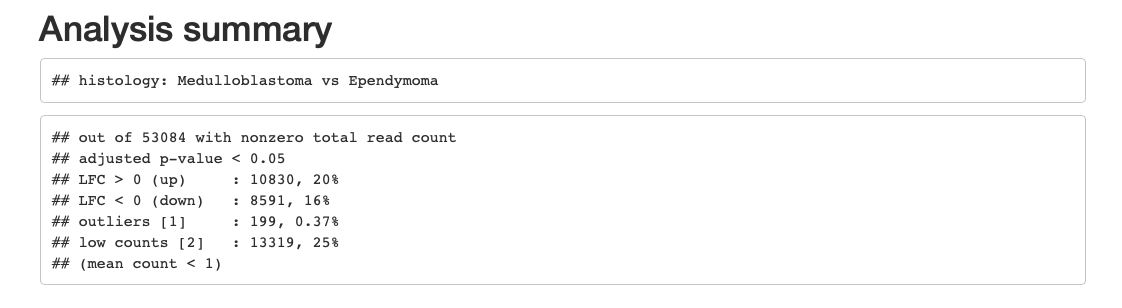 Analysis summary
## histology: Medulloblastoma vs Ependymoma
## out of 53084 with nonzero total read count
## adjusted p-value < 0.05
## LFC > 0 (up)     : 10830, 20%
## LFC < 0 (down)   : 8591, 16%
## outliers [1]     : 199, 0.37%
## low counts [2]   : 13319, 25%
## (mean count < 1)